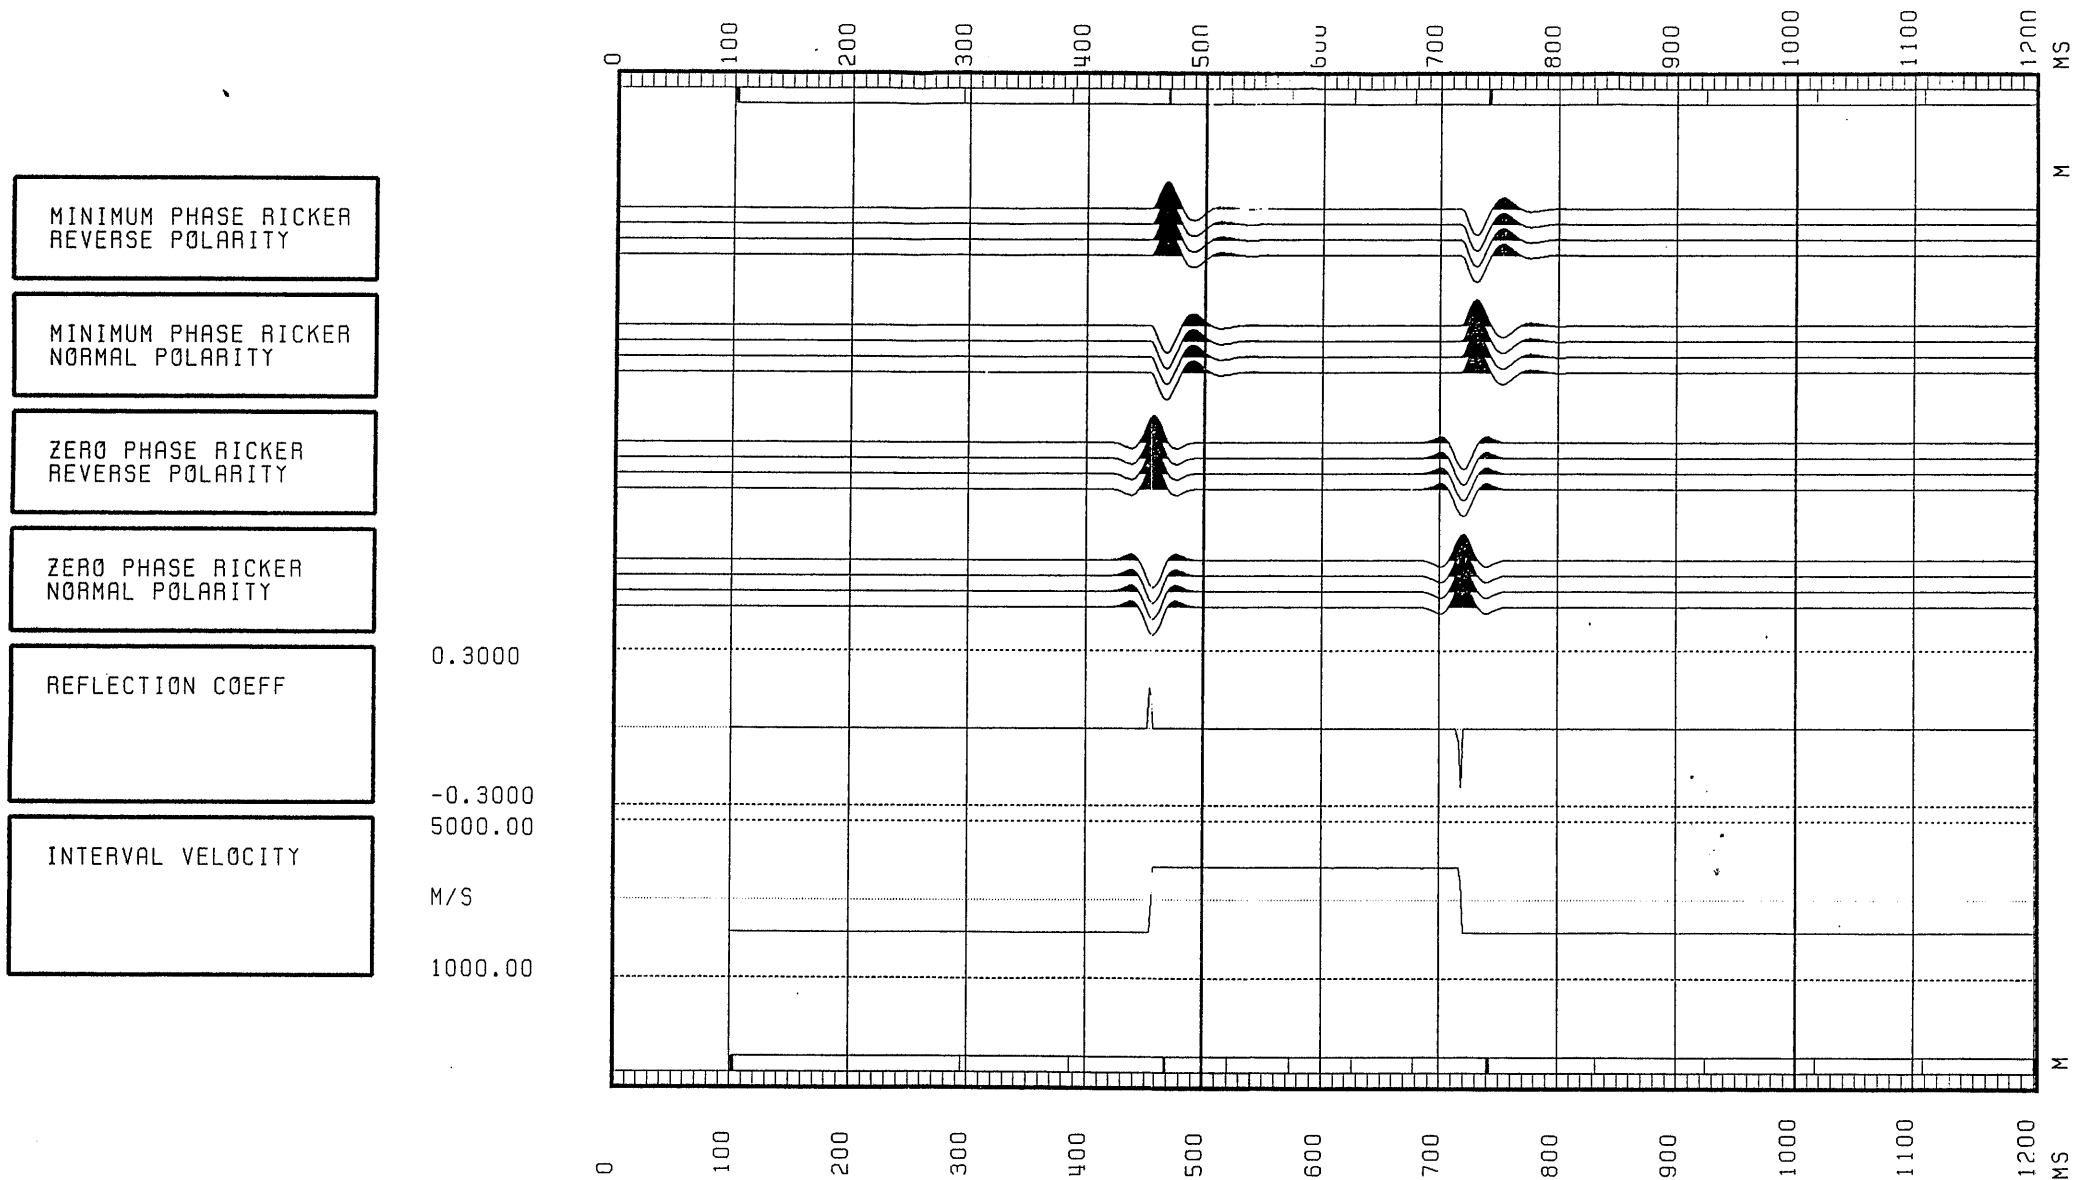 0 100 200 300 400 500 600 700 800 900 1000 1100 1200 MS
M
MINIMUM PHASE RICKER
REVERSE POLARITY
MINIMUM PHASE RICKER
NORMAL POLARITY
ZERO PHASE RICKER
REVERSE POLARITY
ZERO PHASE RICKER
NORMAL POLARITY
0.3000
REFLECTION COEFF
-0.3000
5000.00
INTERVAL VELOCITY
M/S
1000.00
M
0 100 200 300 400 500 600 700 800 900 1000 1100 1200 MS